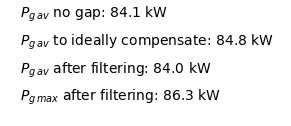 P_g av no gap: 84.1 kW
P_g av to ideally compensate: 84.8 kW
P_g av after filtering: 84.0 kW
P_g max after filtering: 86.3 kW